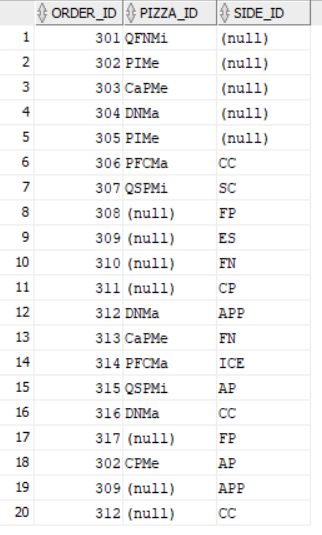 ORDER_ID PIZZA_ID SIDE_ID
1 301 QFNMi (null)
2 302 PIMe (null)
3 303 CaPMe (null)
4 304 DNMa (null)
5 305 PIMe (null)
6 306 PFCMa CC
7 307 QSPMi SC
8 308 (null) FP
9 309 (null) ES
10 310 (null) FN
11 311 (null) CP
12 312 DNMa APP
13 313 CaPMe FN
14 314 PFCMa ICE
15 315 QSPMi AP
16 316 DNMa CC
17 317 (null) FP
18 302 CPMe AP
19 309 (null) APP
20 312 (null) CC